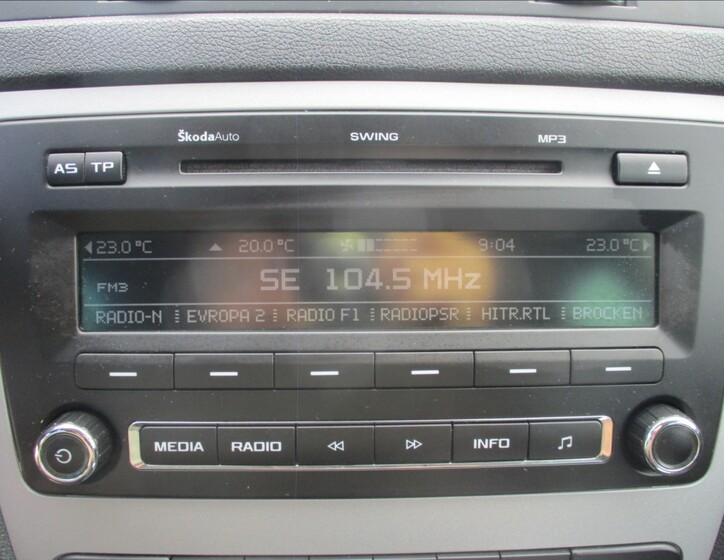 ŠkodaAuto SWING MP3
AS TP
23.0 °C 20.0 °C 9:04 23.0 °C
SE 104.5 MHz
FM3
RADIO-N EVROPA 2 RADIO F1 RADIOPSR HITR.RTL BROCKEN
MEDIA RADIO INFO